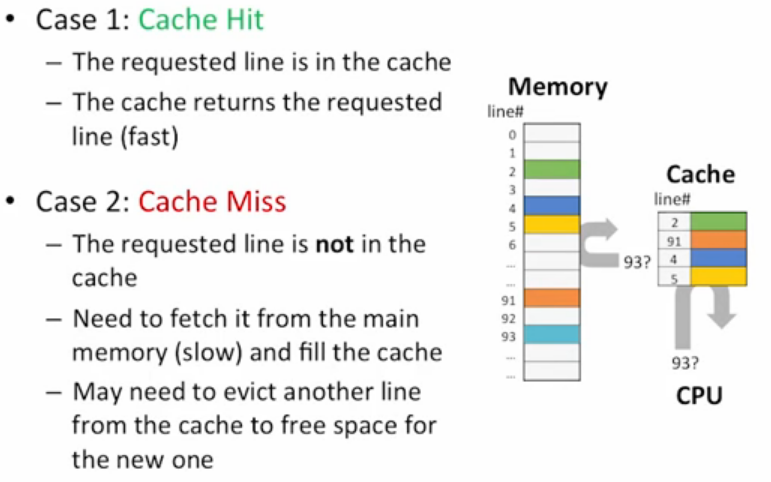 • Case 1: Cache Hit
– The requested line is in the cache
– The cache returns the requested
line (fast)
• Case 2: Cache Miss
– The requested line is not in the
cache
– Need to fetch it from the main
memory (slow) and fill the cache
– May need to evict another line
from the cache to free space for
the new one
Memory
line#
0
1
2
3
4
5
6
...
...
91
92
93
...
...
93?
Cache
line#
2
91
4
5
93?
CPU